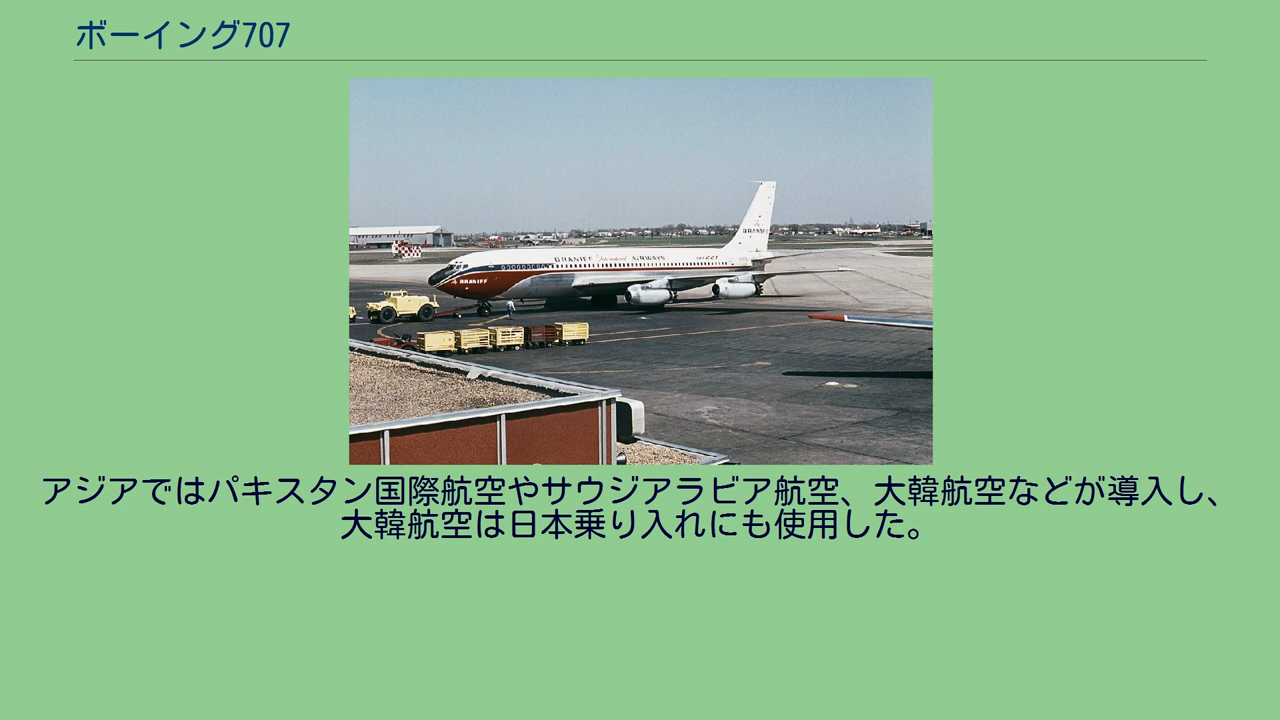 ボーイング707
BRANIFF International AIRWAYS
BRANIFF
BRANIFF
アジアではパキスタン国際航空やサウジアラビア航空、大韓航空などが導入し、
大韓航空は日本乗り入れにも使用した。